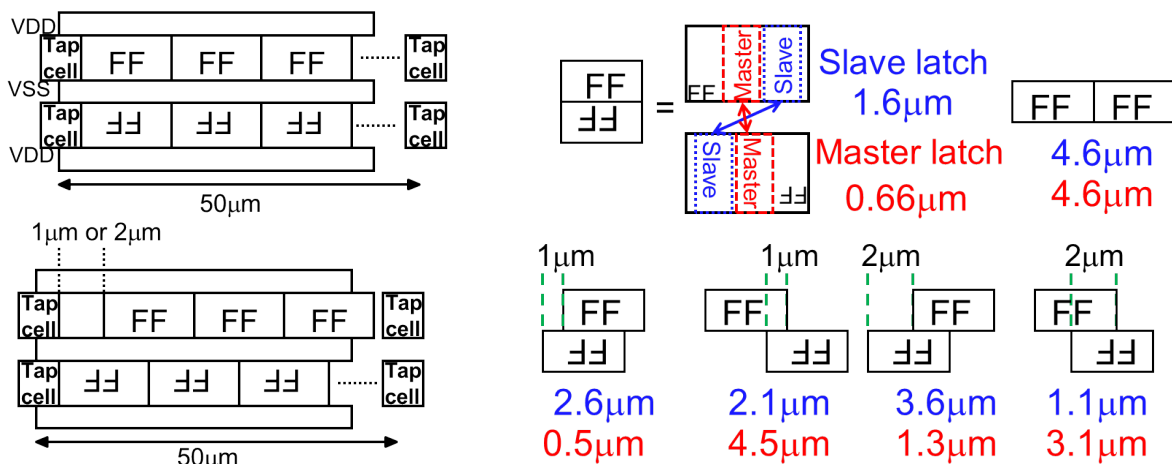 VDD
Tap cell FF FF FF Tap cell
VSS
Tap cell FF FF FF Tap cell
VDD
50μm
1μm or 2μm
Tap cell FF FF FF Tap cell
Tap cell FF FF FF Tap cell
50μm
FF
FF
=
FF Master Slave
Slave Master FF
Slave latch
1.6μm
Master latch
0.66μm
FF FF
4.6μm
4.6μm
1μm
FF
FF
2.6μm
0.5μm
1μm
FF
FF
2.1μm
4.5μm
2μm
FF
FF
3.6μm
1.3μm
2μm
FF
FF
1.1μm
3.1μm